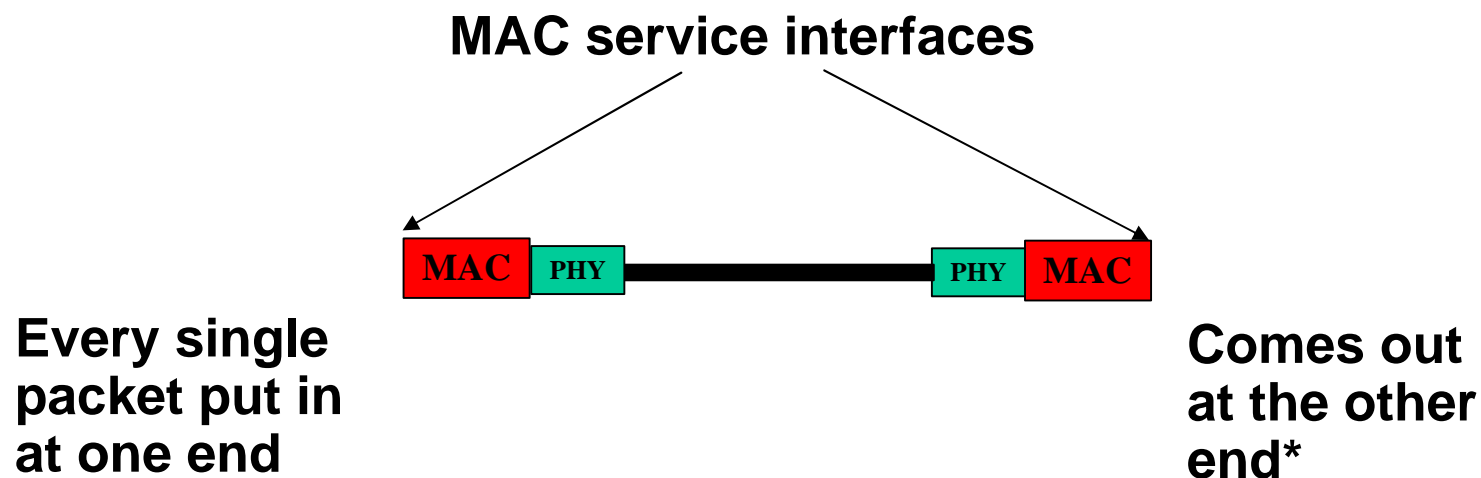 MAC service interfaces
MAC PHY PHY MAC
Every single
packet put in
at one end
Comes out
at the other
end*